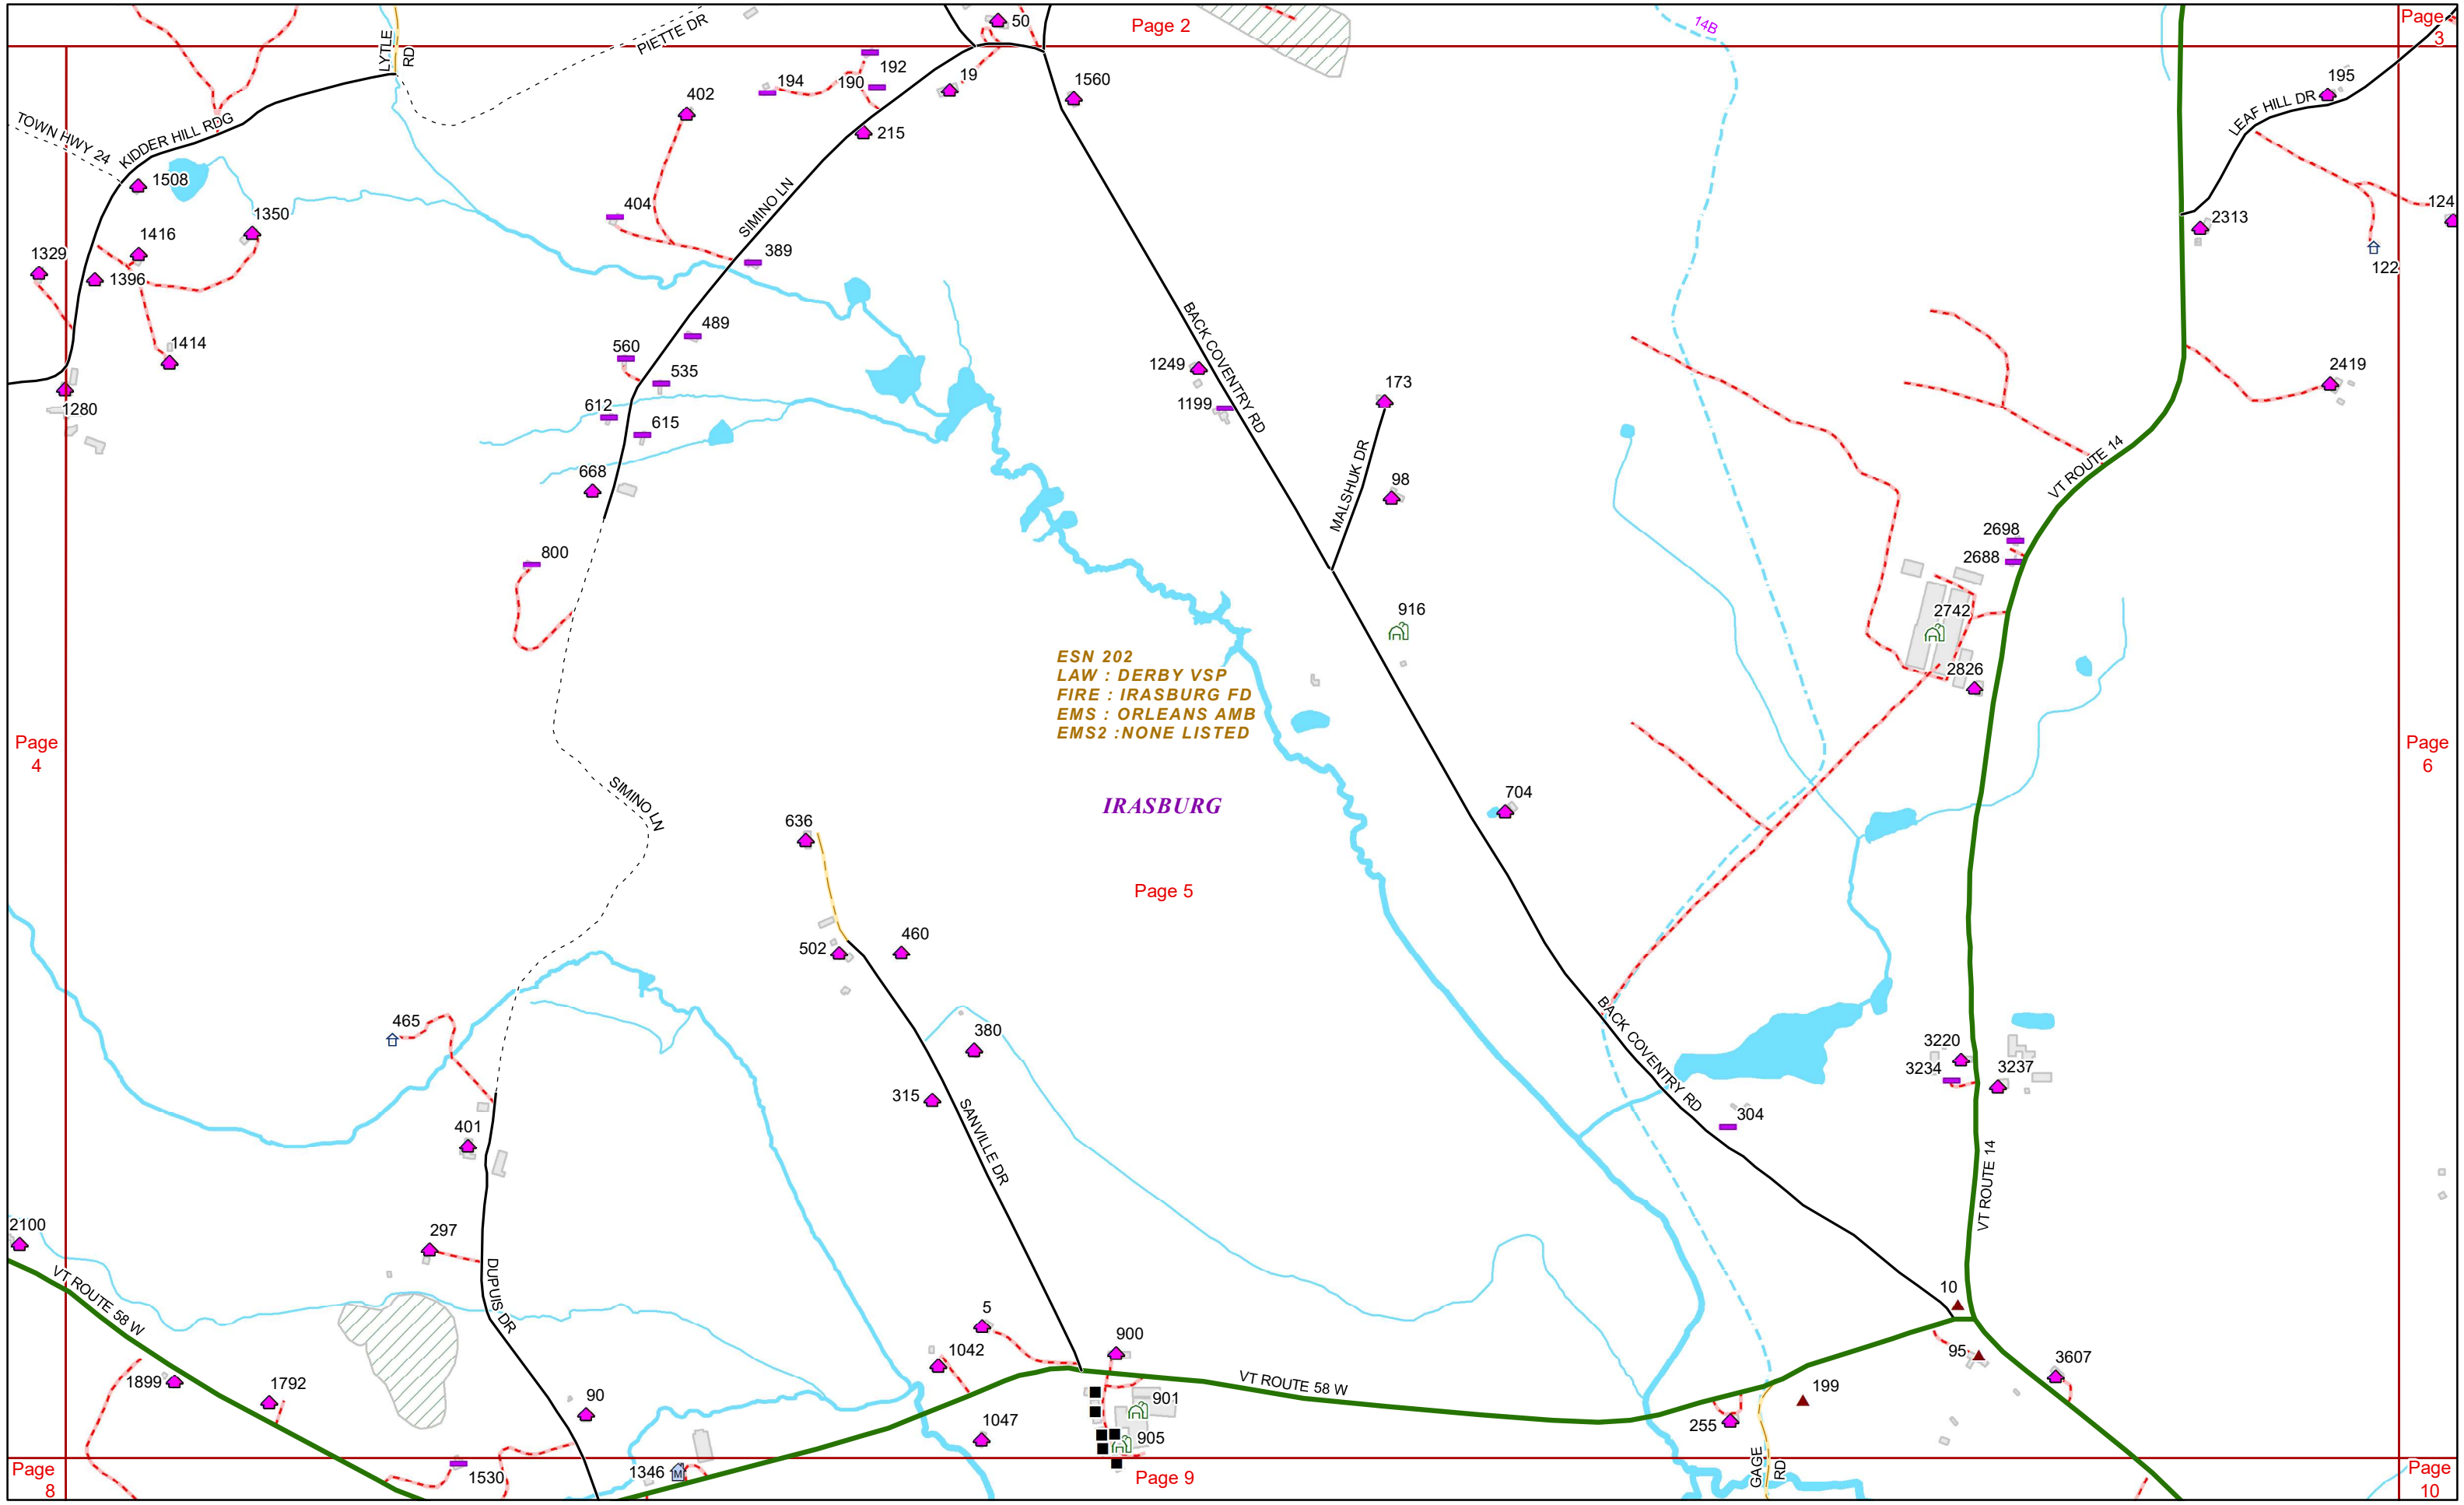 Page 2
Page
3
14B
50
LYTLE
RD
PIETTE DR
192
190
194
19
1560
195
402
215
LEAF HILL DR
TOWN HWY 24
KIDDER HILL RDG
1508
1350
404
SIMINO LN
389
1416
1329
1396
2313
124
122
489
560
535
1414
BACK COVENTRY RD
1249
1199
173
2419
1280
612
615
668
MALSHUK DR
98
VT ROUTE 14
800
2698
2688
916
2742
2826
ESN 202
LAW : DERBY VSP
FIRE : IRASBURG FD
EMS : ORLEANS AMB
EMS2 :NONE LISTED
Page
4
Page
6
IRASBURG
SIMINO LN
636
704
Page 5
502
460
465
380
315
BACK COVENTRY RD
3220
3234
3237
304
401
SANVILLE DR
VT ROUTE 14
2100
297
DUPUIS DR
VT ROUTE 58 W
5
10
900
1042
95
3607
1899
1792
90
VT ROUTE 58 W
901
199
255
1047
905
GAGE
RD
1530
1346
M
Page
8
Page 9
Page
10